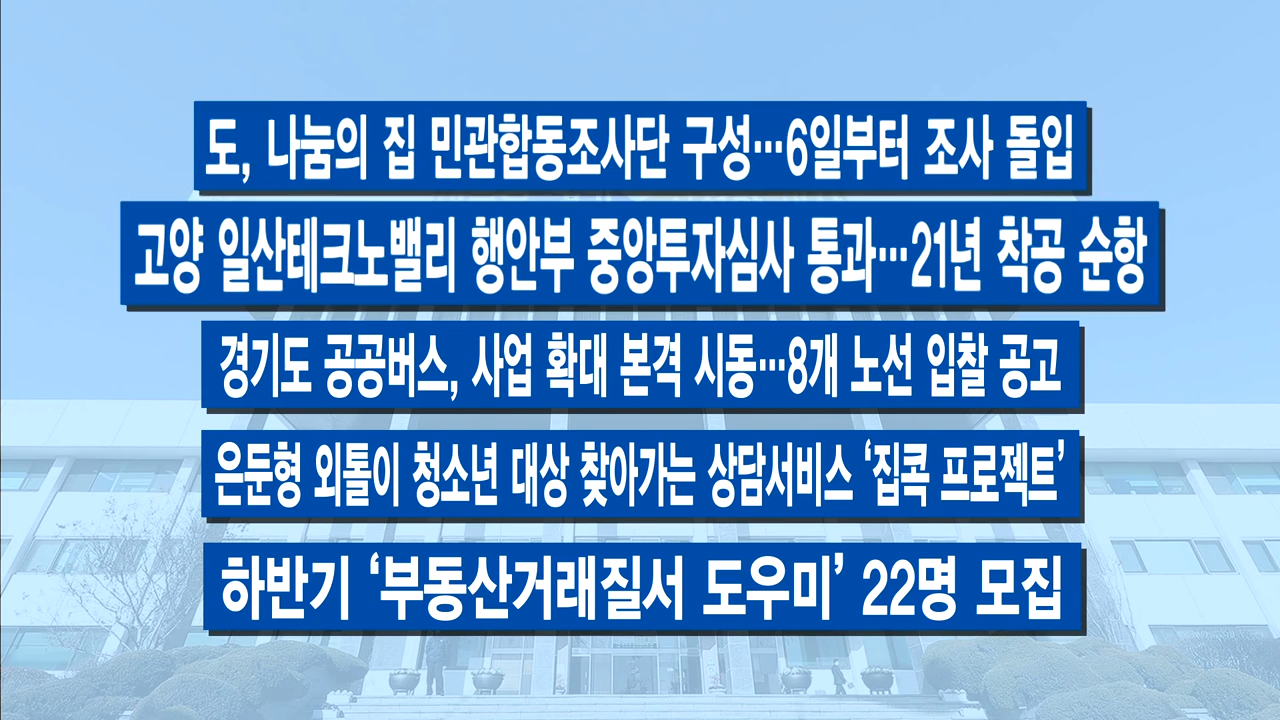 도, 나눔의 집 민관합동조사단 구성…6일부터 조사 돌입
고양 일산테크노밸리 행안부 중앙투자심사 통과…21년 착공 순항
경기도 공공버스, 사업 확대 본격 시동…8개 노선 입찰 공고
은둔형 외톨이 청소년 대상 찾아가는 상담서비스 ‘집콕 프로젝트’
하반기 ‘부동산거래질서 도우미’ 22명 모집